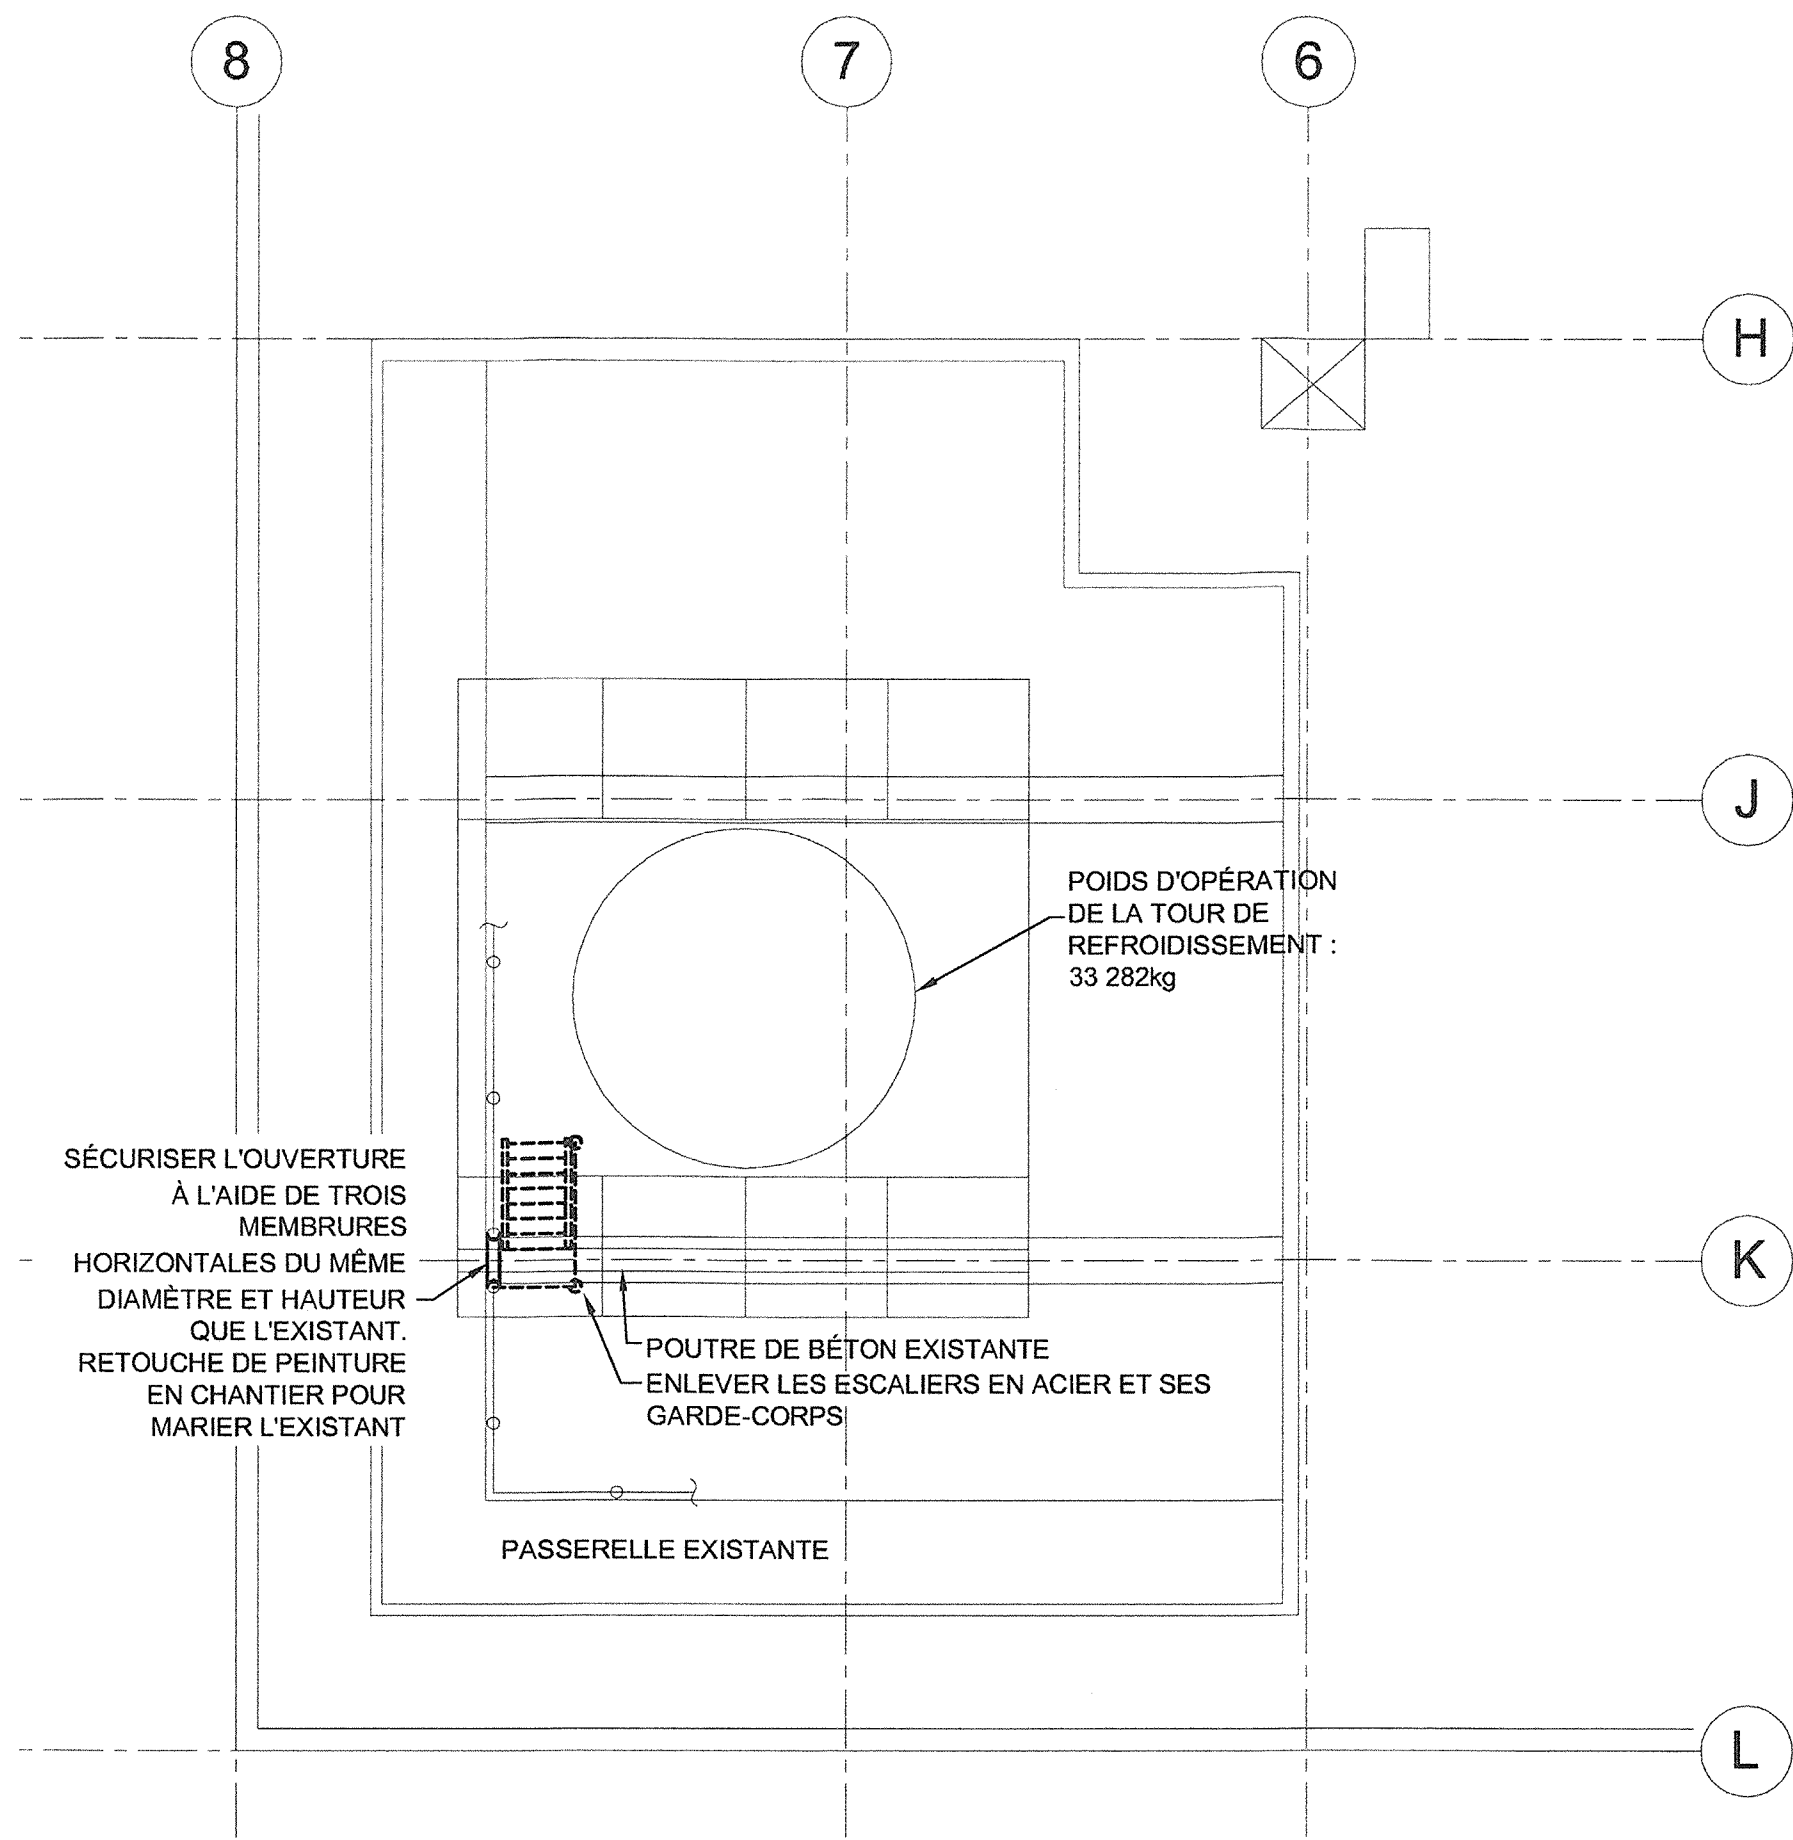 8
7
6
H
J
POIDS D'OPÉRATION
DE LA TOUR DE
REFROIDISSEMENT :
33 282kg
SÉCURISER L'OUVERTURE
À L'AIDE DE TROIS
MEMBRURES
HORIZONTALES DU MÊME
DIAMÈTRE ET HAUTEUR
QUE L'EXISTANT.
RETOUCHE DE PEINTURE
EN CHANTIER POUR
MARIER L'EXISTANT
K
POUTRE DE BÉTON EXISTANTE
ENLEVER LES ESCALIERS EN ACIER ET SES
GARDE-CORPS
PASSERELLE EXISTANTE
L